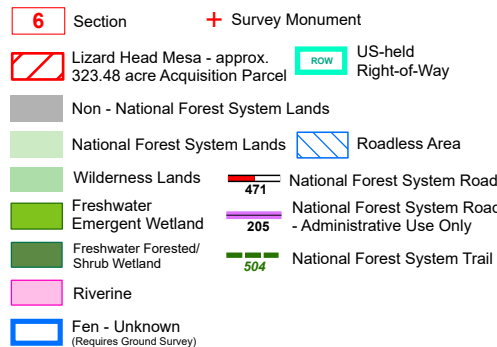 6 Section
+ Survey Monument
Lizard Head Mesa - approx.
323.48 acre Acquisition Parcel
ROW
US-held
Right-of-Way
Non - National Forest System Lands
National Forest System Lands
Roadless Area
Wilderness Lands
471
National Forest System Road
Freshwater
Emergent Wetland
205
National Forest System Road
- Administrative Use Only
Freshwater Forested/
Shrub Wetland
504
National Forest System Trail
Riverine
Fen - Unknown
(Requires Ground Survey)